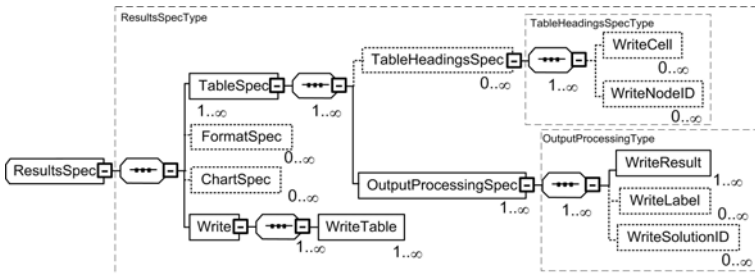 ResultsSpecType
TableHeadingsSpecType
WriteCell
0..∞
TableHeadingsSpec
0..∞
1..∞
WriteNodeID
0..∞
TableSpec
1..∞
1..∞
FormatSpec
0..∞
OutputProcessingType
WriteResult
1..∞
ResultsSpec
ChartSpec
0..∞
OutputProcessingSpec
1..∞
1..∞
WriteLabel
0..∞
Write
1..∞
WriteTable
1..∞
WriteSolutionID
0..∞